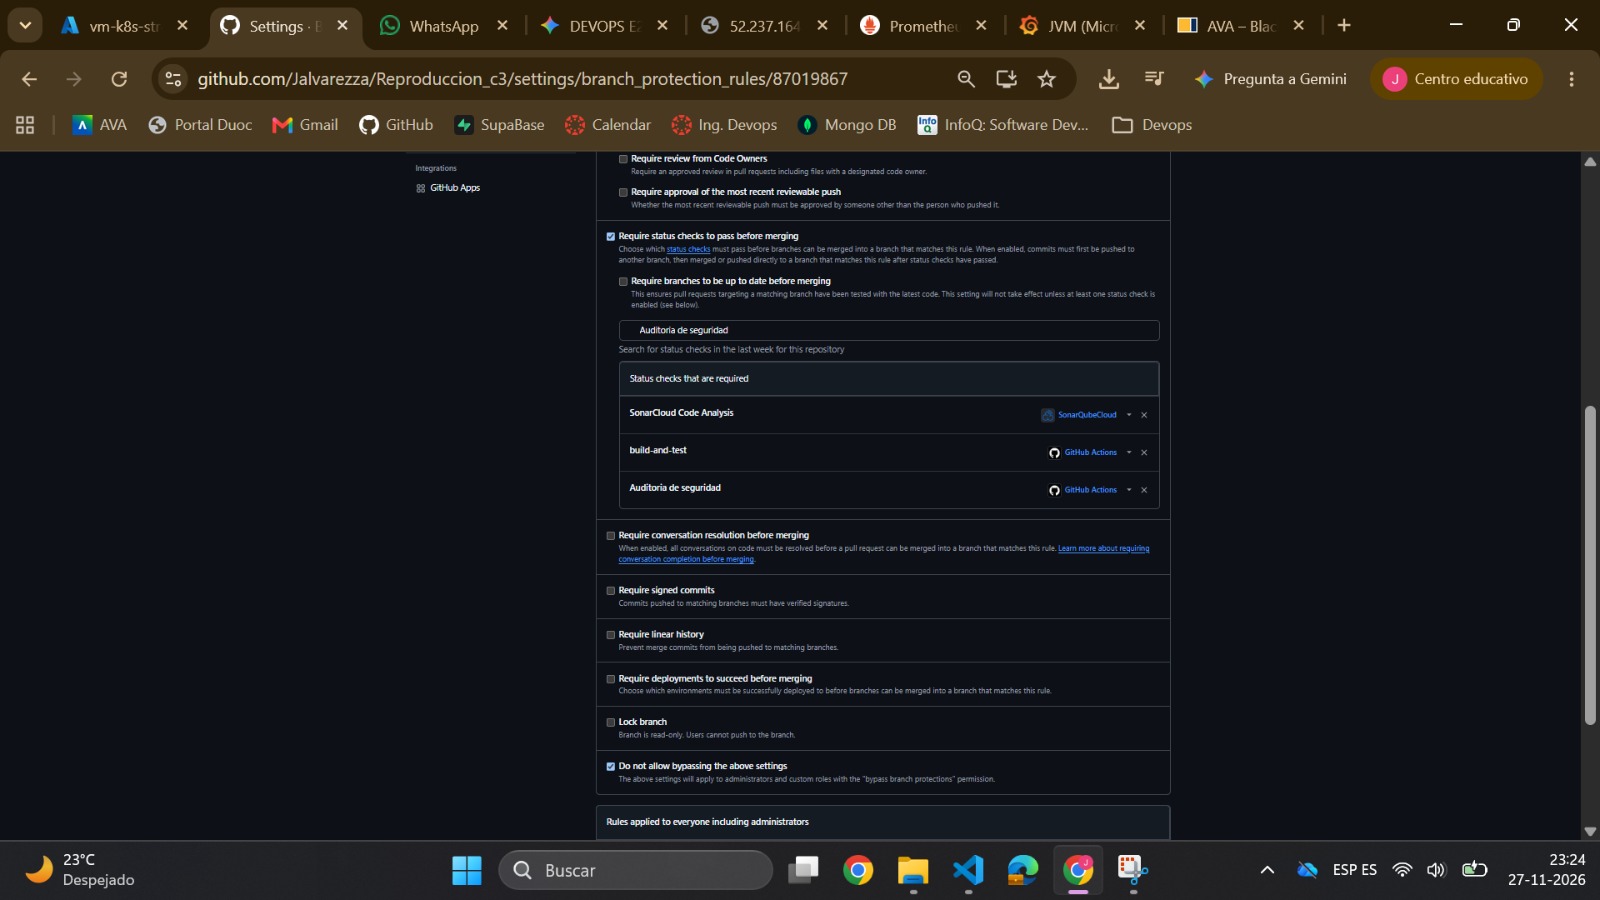 vm-k8s-str
Settings · B
WhatsApp
DEVOPS E2
52.237.164
Prometheu
JVM (Micro
AVA – Blac
github.com/Jalvarezza/Reproduccion_c3/settings/branch_protection_rules/87019867
Pregunta a Gemini
J
Centro educativo
AVA
Portal Duoc
Gmail
GitHub
SupaBase
Calendar
Ing. Devops
Mongo DB
InfoQ: Software Dev...
Devops
Integrations
GitHub Apps
Require review from Code Owners
Require an approved review in pull requests including files with a designated code owner.
Require approval of the most recent reviewable push
Whether the most recent reviewable push must be approved by someone other than the person who pushed it.
Require status checks to pass before merging
Choose which status checks must pass before branches can be merged into a branch that matches this rule. When enabled, commits must first be pushed to
another branch, then merged or pushed directly to a branch that matches this rule after status checks have passed.
Require branches to be up to date before merging
This ensures pull requests targeting a matching branch have been tested with the latest code. This setting will not take effect unless at least one status check is
enabled (see below).
Auditoría de seguridad
Search for status checks in the last week for this repository
Status checks that are required
SonarCloud Code Analysis
SonarQubeCloud
build-and-test
GitHub Actions
Auditoria de seguridad
GitHub Actions
Require conversation resolution before merging
When enabled, all conversations on code must be resolved before a pull request can be merged into a branch that matches this rule. Learn more about requiring
conversation completion before merging.
Require signed commits
Commits pushed to matching branches must have verified signatures.
Require linear history
Prevent merge commits from being pushed to matching branches.
Require deployments to succeed before merging
Choose which environments must be successfully deployed to before branches can be merged into a branch that matches this rule.
Lock branch
Branch is read-only. Users cannot push to the branch.
Do not allow bypassing the above settings
The above settings will apply to administrators and custom roles with the "bypass branch protections" permission.
Rules applied to everyone including administrators
23°C
Despejado
Buscar
ESP ES
23:24
27-11-2026